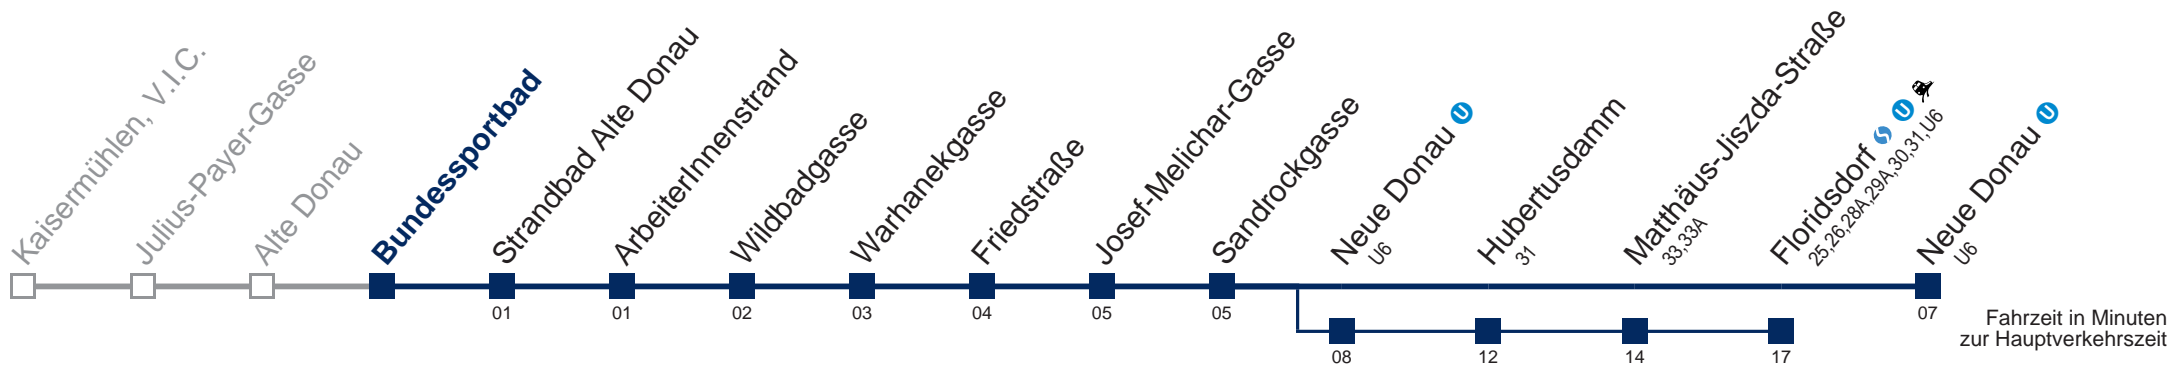 Kaisermühlen, V.I.C.
Julius-Payer-Gasse
Alte Donau
Bundessportbad
Strandbad Alte Donau
ArbeiterInnenstrand
Wildbadgasse
Warhanekgasse
Friedstraße
Josef-Melichar-Gasse
Sandrockgasse
Neue Donau U
U6
Hubertusdamm
31
Matthäus-Jiszda-Straße
33,33A
Floridsdorf S U
25,26,28A,29A,30,31,U6
Neue Donau U
U6
01
01
02
03
04
05
05
07
08
12
14
17
Fahrzeit in Minuten
zur Hauptverkehrszeit